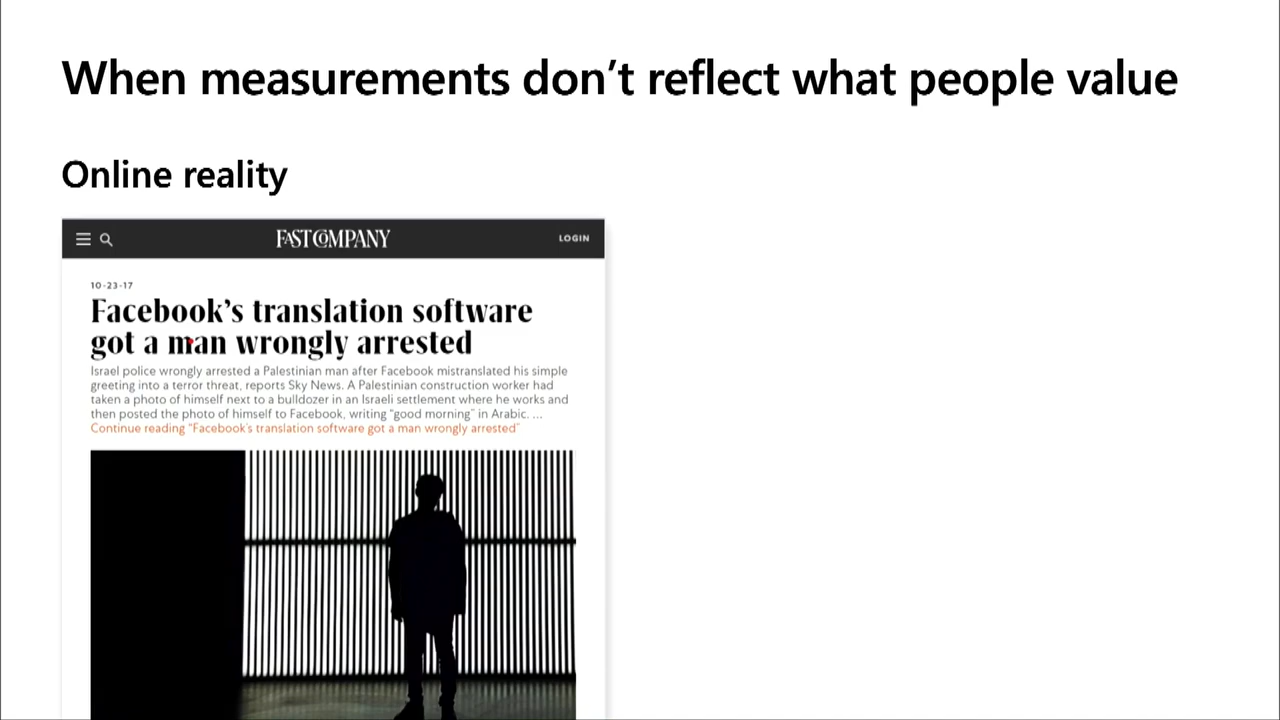 When measurements don’t reflect what people value
Online reality
FAST COMPANY
LOGIN
10-23-17
Facebook’s translation software
got a man wrongly arrested
Israel police wrongly arrested a Palestinian man after Facebook mistranslated his simple
greeting into a terror threat, reports Sky News. A Palestinian construction worker had
taken a photo of himself next to a bulldozer in an Israeli settlement where he works and
then posted the photo of himself to Facebook, writing “good morning” in Arabic. …
Continue reading “Facebook’s translation software got a man wrongly arrested”